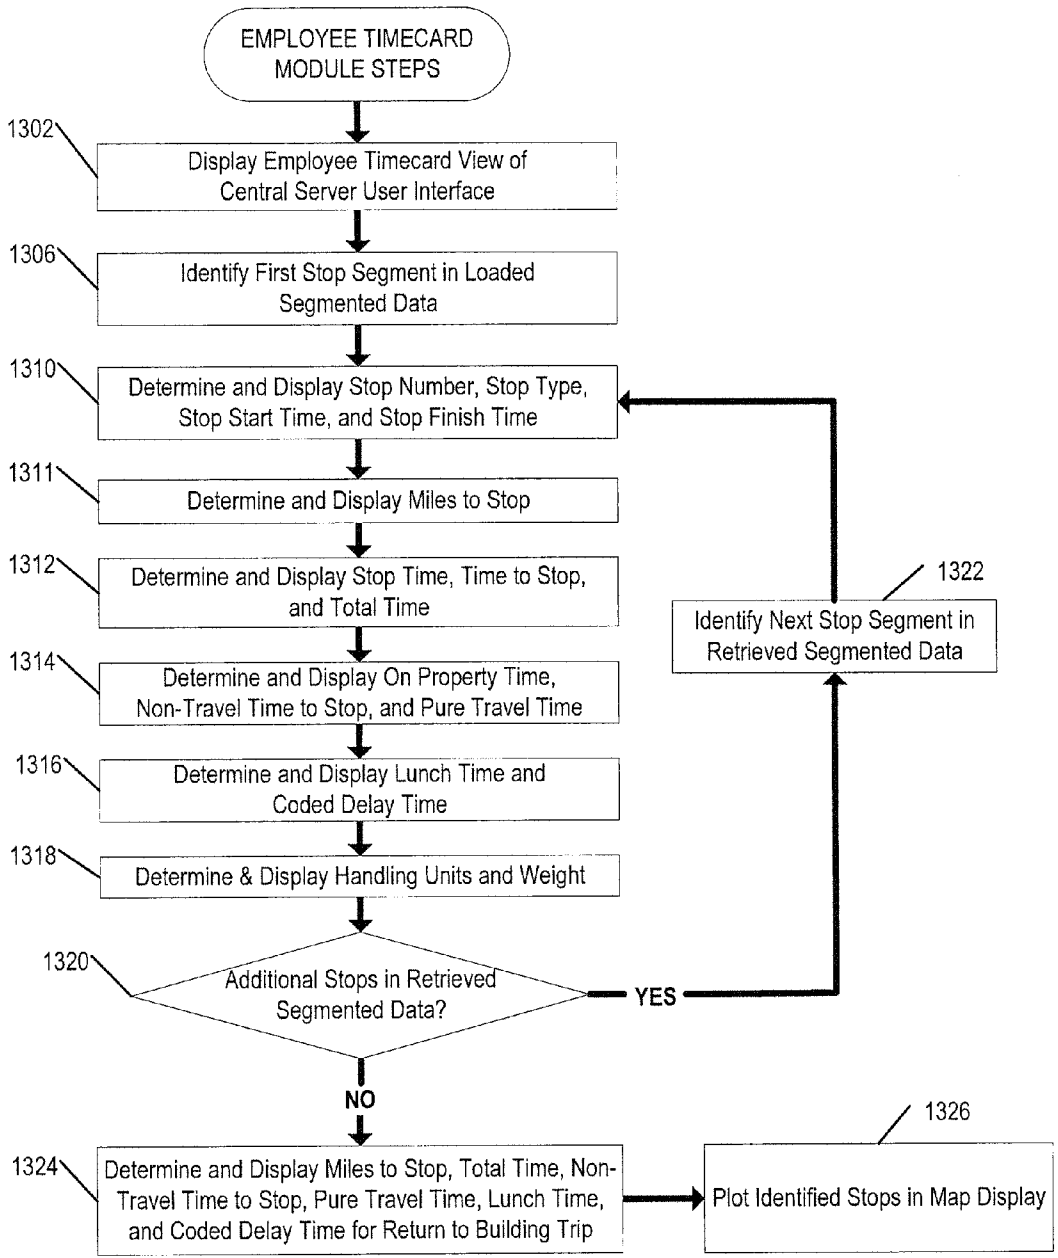 EMPLOYEE TIMECARD
MODULE STEPS
1302
Display Employee Timecard View of
Central Server User Interface
1306
Identify First Stop Segment in Loaded
Segmented Data
1310
Determine and Display Stop Number, Stop Type,
Stop Start Time, and Stop Finish Time
1311
Determine and Display Miles to Stop
1312
Determine and Display Stop Time, Time to Stop,
and Total Time
1322
Identify Next Stop Segment in
Retrieved Segmented Data
1314
Determine and Display On Property Time,
Non-Travel Time to Stop, and Pure Travel Time
1316
Determine and Display Lunch Time and
Coded Delay Time
1318
Determine & Display Handling Units and Weight
1320
Additional Stops in Retrieved
Segmented Data?
YES
NO
1324
Determine and Display Miles to Stop, Total Time, Non-
Travel Time to Stop, Pure Travel Time, Lunch Time,
and Coded Delay Time for Return to Building Trip
1326
Plot Identified Stops in Map Display